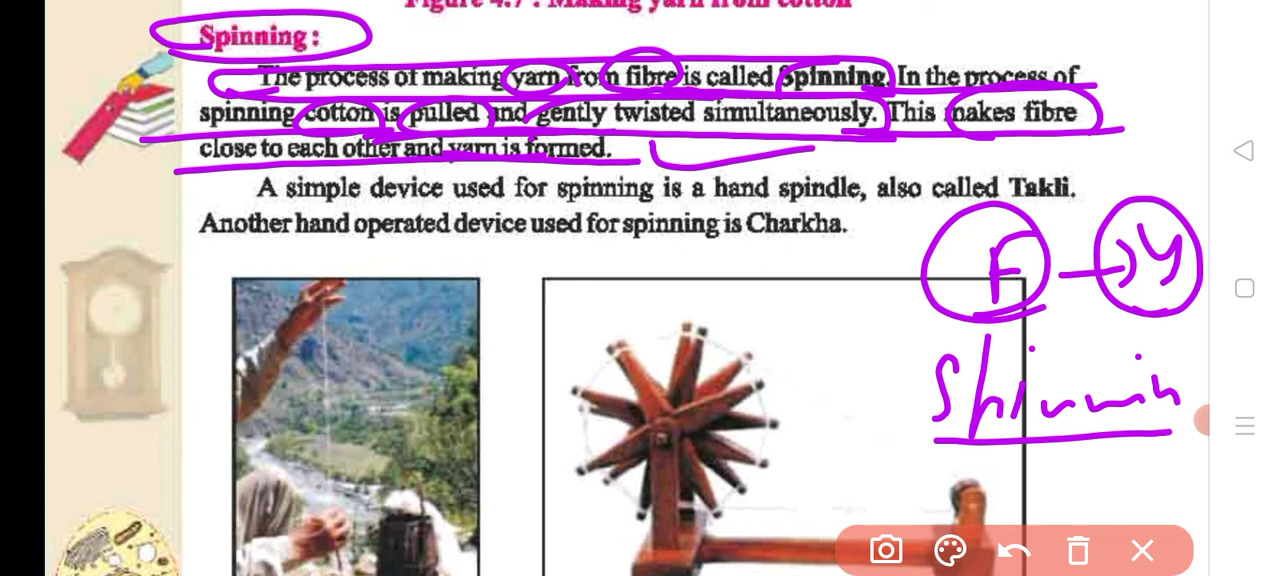 Figure 4.7 : Making yarn from cotton
Spinning :
The process of making yarn from fibre is called Spinning. In the process of
spinning cotton is pulled and gently twisted simultaneously. This makes fibre
close to each other and yarn is formed.
A simple device used for spinning is a hand spindle, also called Takli.
Another hand operated device used for spinning is Charkha.
F → Y
Spinnin